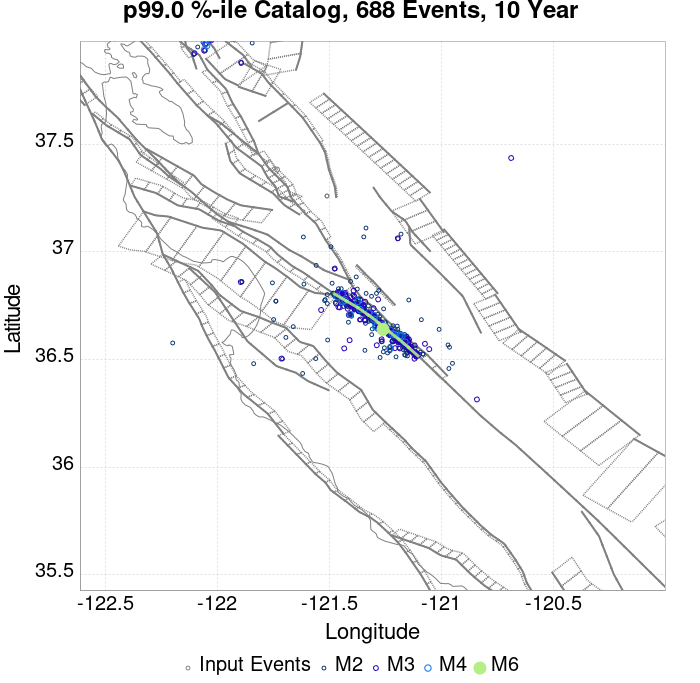 p99.0 %-ile Catalog, 688 Events, 10 Year
37.5
37
36.5
36
35.5
Latitude
-122.5 -122 -121.5 -121 -120.5
Longitude
Input Events M2 M3 M4 M6